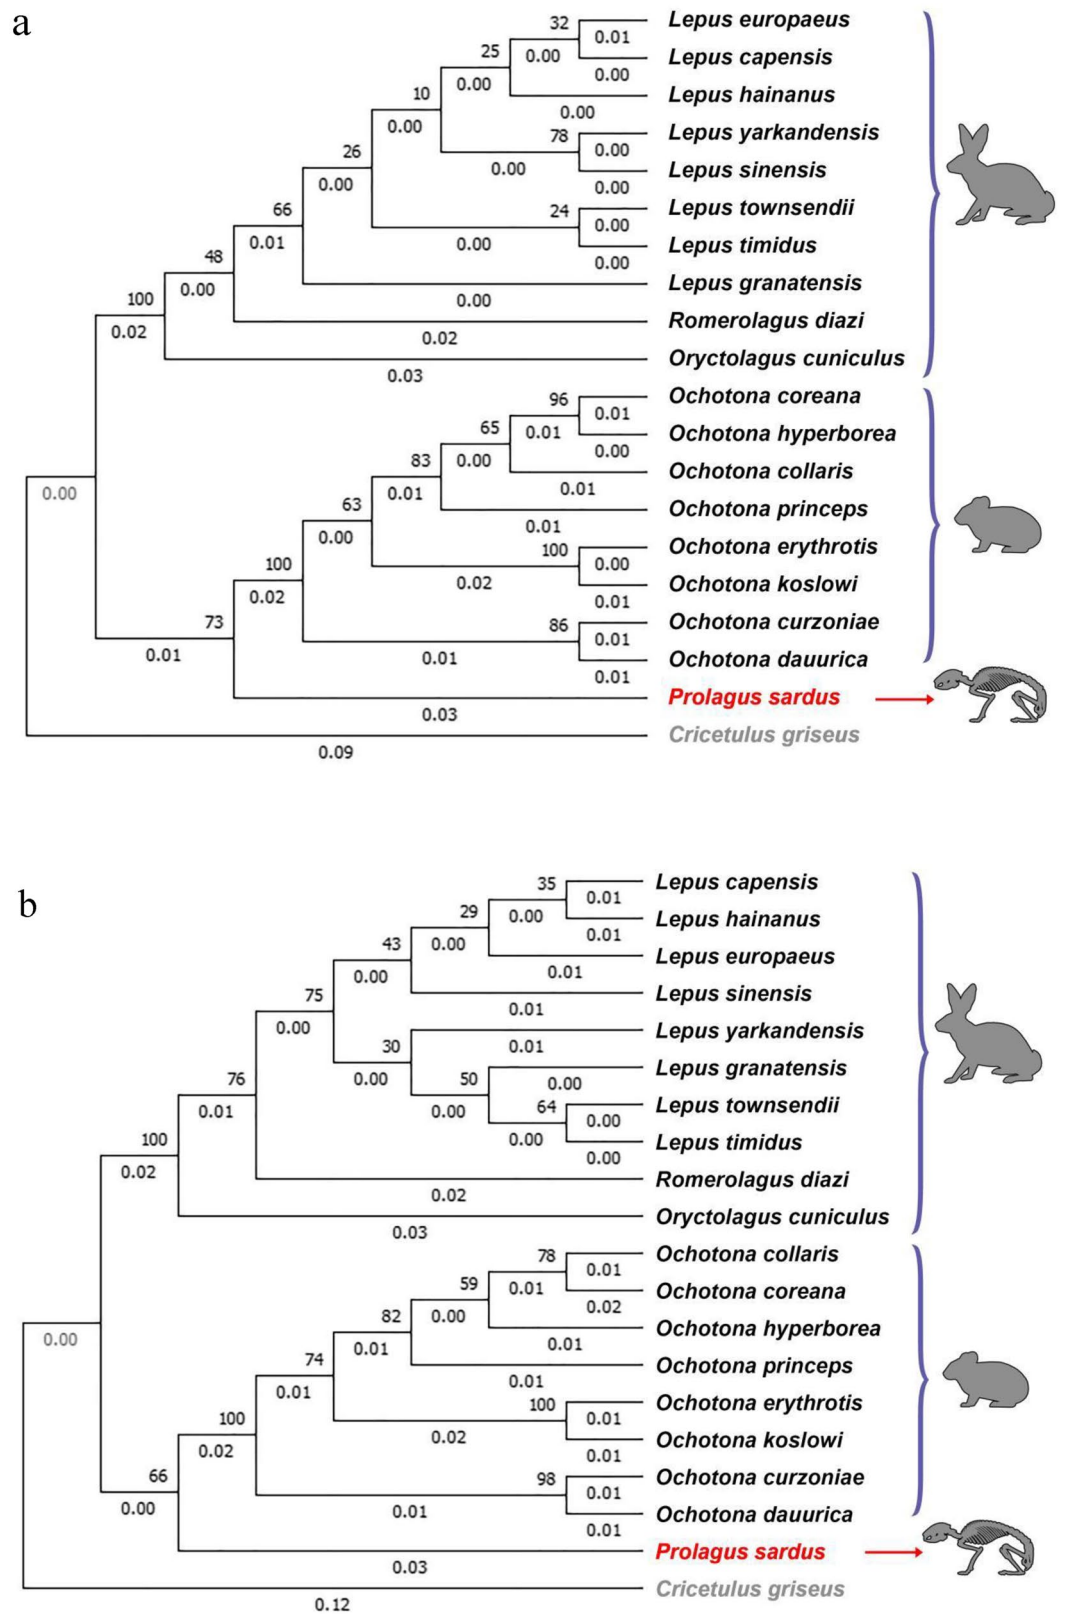 a
32 Lepus europaeus
0.01
25 0.00 Lepus capensis
0.00
10 0.00 Lepus hainanus
0.00
0.00 78 Lepus yarkandensis
0.00
26 0.00 Lepus sinensis
0.00
0.00 24 Lepus townsendii
0.00
66 0.00 Lepus timidus
0.01 0.00
48 Lepus granatensis
0.00 0.00
100 Romerolagus diazi
0.02 0.02
Oryctolagus cuniculus
0.03
96 Ochotona coreana
0.01
65 0.01 Ochotona hyperborea
0.00
83 0.00 Ochotona collaris
0.01
63 0.01 Ochotona princeps
0.01
0.00 100 Ochotona erythrotis
0.00
100 0.02 Ochotona koslowi
0.02 0.01
73 86 Ochotona curzoniae
0.01
0.01 0.01 Ochotona dauurica
0.01
Prolagus sardus
0.03
0.00
Cricetulus griseus
0.09
b
35 Lepus capensis
0.01
29 0.00 Lepus hainanus
0.01
43 0.00 Lepus europaeus
0.01
75 0.00 Lepus sinensis
0.01
0.00 30 Lepus yarkandensis
0.01
76 0.00 50 Lepus granatensis
0.00
0.01 0.00 64 Lepus townsendii
0.00
100 0.00 Lepus timidus
0.00
0.02 Romerolagus diazi
0.02
Oryctolagus cuniculus
0.03
78 Ochotona collaris
0.01
59 0.01 Ochotona coreana
0.02
82 0.00 Ochotona hyperborea
0.01
74 0.01 Ochotona princeps
0.01
0.01 100 Ochotona erythrotis
0.01
100 0.02 Ochotona koslowi
0.02 0.01
66 98 Ochotona curzoniae
0.01
0.00 0.01 Ochotona dauurica
0.01
Prolagus sardus
0.03
0.00
Cricetulus griseus
0.12